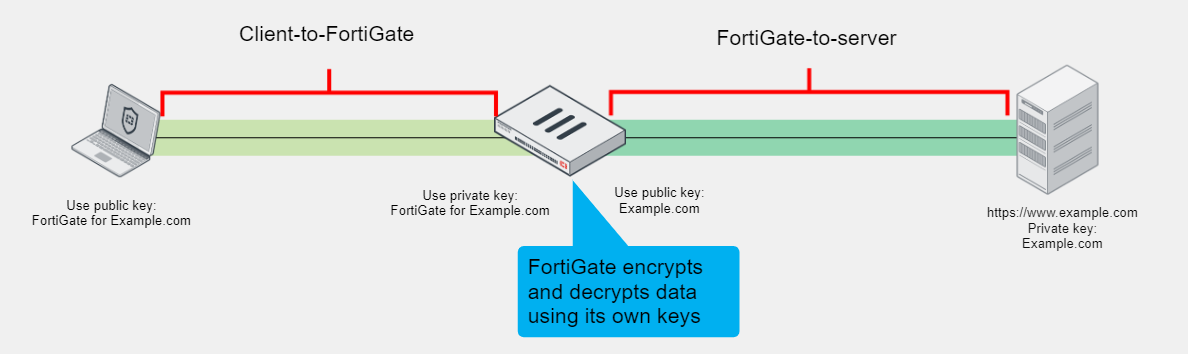 Client-to-FortiGate
FortiGate-to-server
Use public key:
FortiGate for Example.com
Use private key:
FortiGate for Example.com
Use public key:
Example.com
https://www.example.com
Private key:
Example.com
FortiGate encrypts
and decrypts data
using its own keys